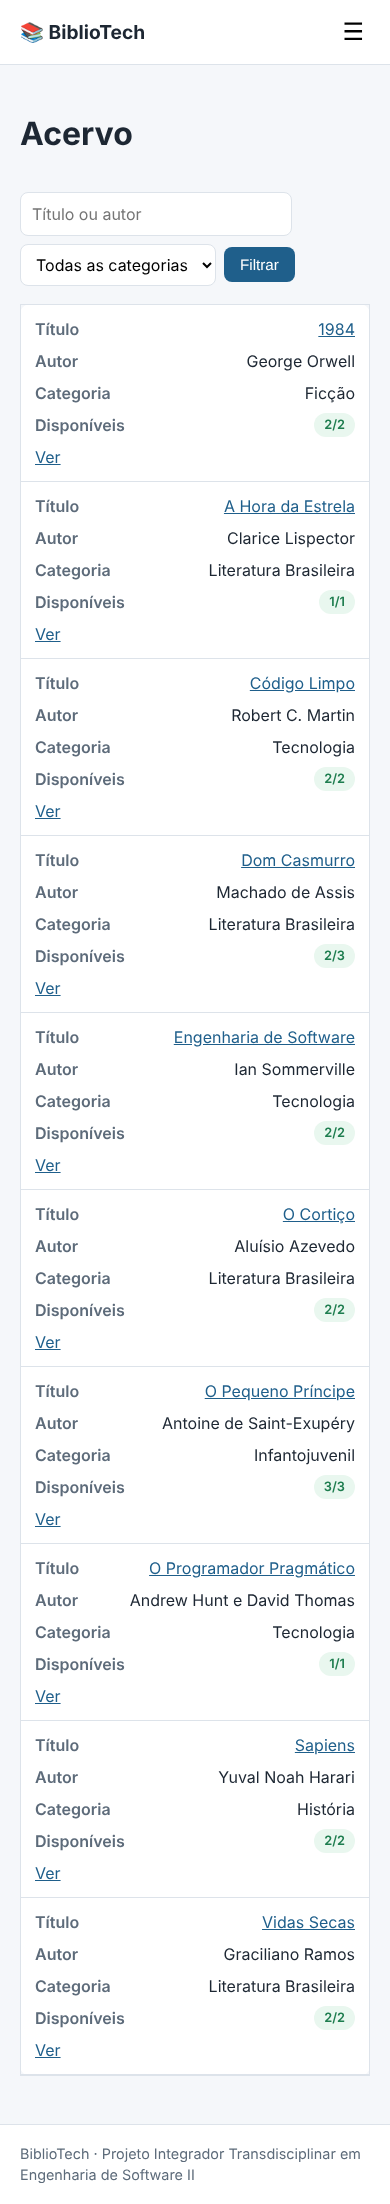 📚 BiblioTech ☰
Acervo
Título ou autor
Todas as categorias Filtrar
Título 1984
Autor George Orwell
Categoria Ficção
Disponíveis 2/2
Ver
Título A Hora da Estrela
Autor Clarice Lispector
Categoria Literatura Brasileira
Disponíveis 1/1
Ver
Título Código Limpo
Autor Robert C. Martin
Categoria Tecnologia
Disponíveis 2/2
Ver
Título Dom Casmurro
Autor Machado de Assis
Categoria Literatura Brasileira
Disponíveis 2/3
Ver
Título Engenharia de Software
Autor Ian Sommerville
Categoria Tecnologia
Disponíveis 2/2
Ver
Título O Cortiço
Autor Aluísio Azevedo
Categoria Literatura Brasileira
Disponíveis 2/2
Ver
Título O Pequeno Príncipe
Autor Antoine de Saint-Exupéry
Categoria Infantojuvenil
Disponíveis 3/3
Ver
Título O Programador Pragmático
Autor Andrew Hunt e David Thomas
Categoria Tecnologia
Disponíveis 1/1
Ver
Título Sapiens
Autor Yuval Noah Harari
Categoria História
Disponíveis 2/2
Ver
Título Vidas Secas
Autor Graciliano Ramos
Categoria Literatura Brasileira
Disponíveis 2/2
Ver
BiblioTech · Projeto Integrador Transdisciplinar em
Engenharia de Software II